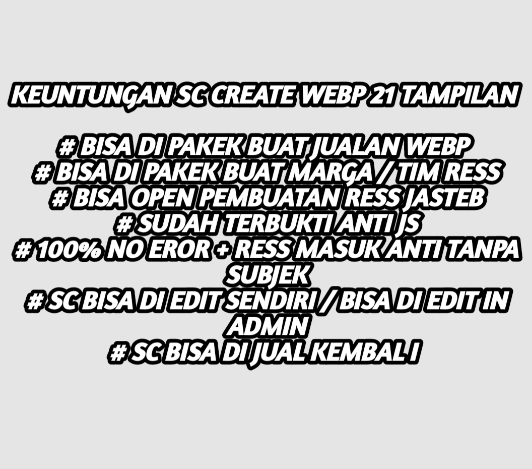 KEUNTUNGAN SC CREATE WEBP 21 TAMPILAN
# BISA DI PAKEK BUAT JUALAN WEBP
# BISA DI PAKEK BUAT MARGA / TIM RESS
# BISA OPEN PEMBUATAN RESS JASTEB
# SUDAH TERBUKTI ANTI JS
# 100% NO EROR + RESS MASUK ANTI TANPA
SUBJEK
# SC BISA DI EDIT SENDIRI / BISA DI EDIT IN
ADMIN
# SC BISA DI JUAL KEMBAL I